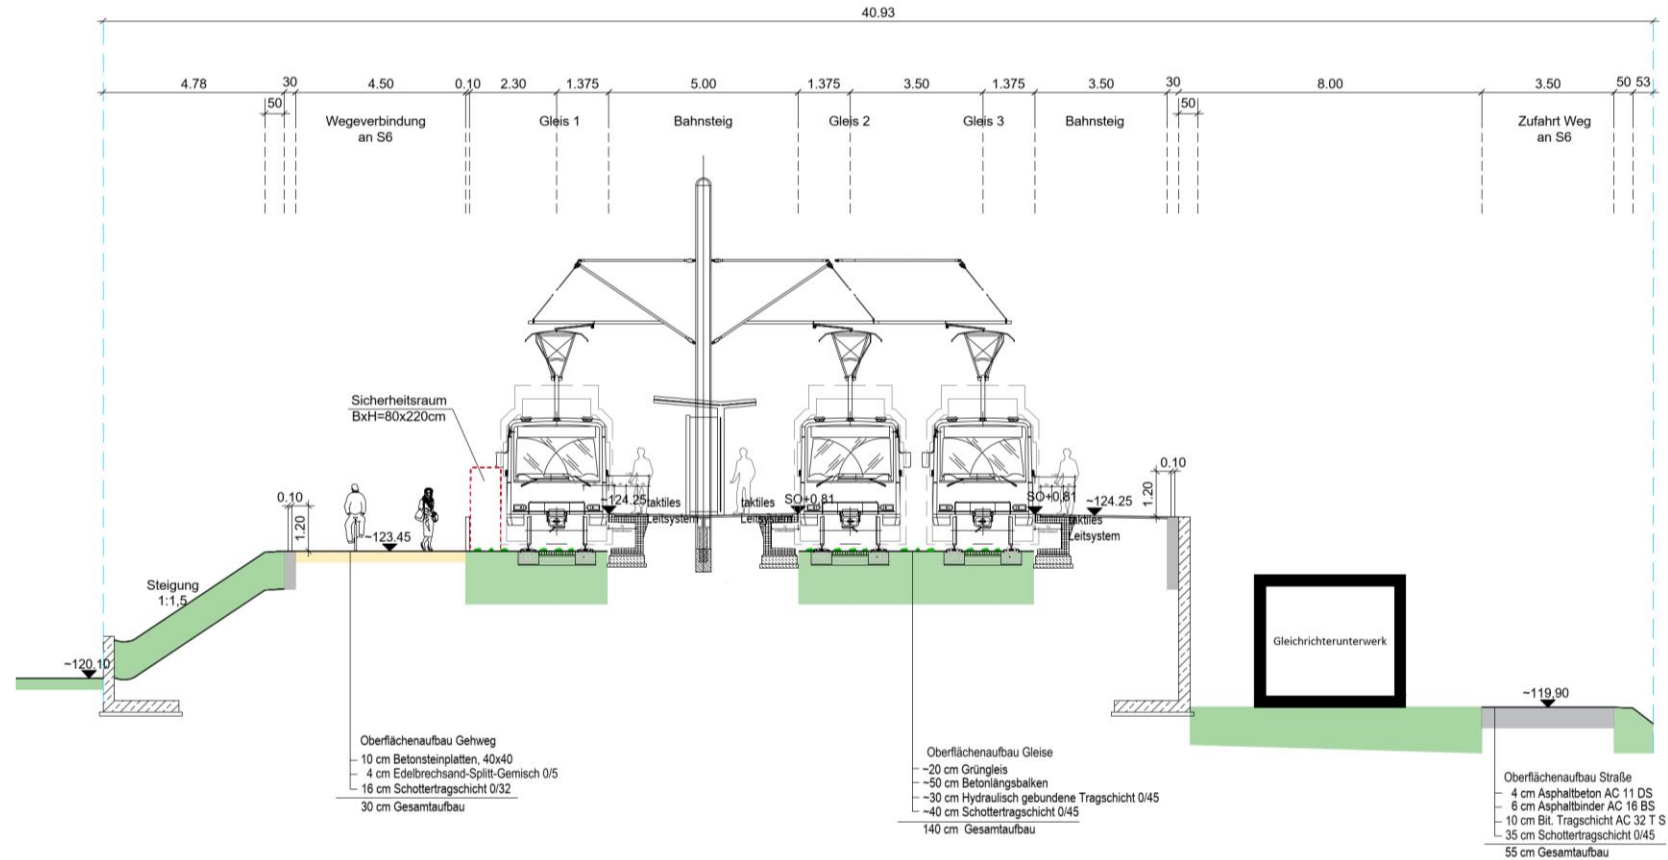 40.93
4.78 30 4.50 0.10 2.30 1.375 5.00 1.375 3.50 1.375 3.50 30 8.00 3.50 50 53
50
50
Wegeverbindung
an S6
Gleis 1
Bahnsteig
Gleis 2
Gleis 3
Bahnsteig
Zufahrt Weg
an S6
Sicherheitsraum
BxH=80x220cm
0.10
1.20
~123.45
~124.25
taktiles
Leitsystem
taktiles
Leitsystem
SO+0,81
SO+0,81
~124.25
taktiles
Leitsystem
1.20
0.10
Steigung
1:1,5
~120.10
Gleichrichterunterwerk
~119.90
Oberflächenaufbau Gehweg
10 cm Betonsteinplatten, 40x40
4 cm Edelbrechsand-Splitt-Gemisch 0/5
16 cm Schottertragschicht 0/32
30 cm Gesamtaufbau
Oberflächenaufbau Gleise
~20 cm Grüngleis
~50 cm Betonlängsbalken
~30 cm Hydraulisch gebundene Tragschicht 0/45
~40 cm Schottertragschicht 0/45
140 cm Gesamtaufbau
Oberflächenaufbau Straße
4 cm Asphaltbeton AC 11 DS
6 cm Asphaltbinder AC 16 BS
10 cm Bit. Tragschicht AC 32 T S
35 cm Schottertragschicht 0/45
55 cm Gesamtaufbau